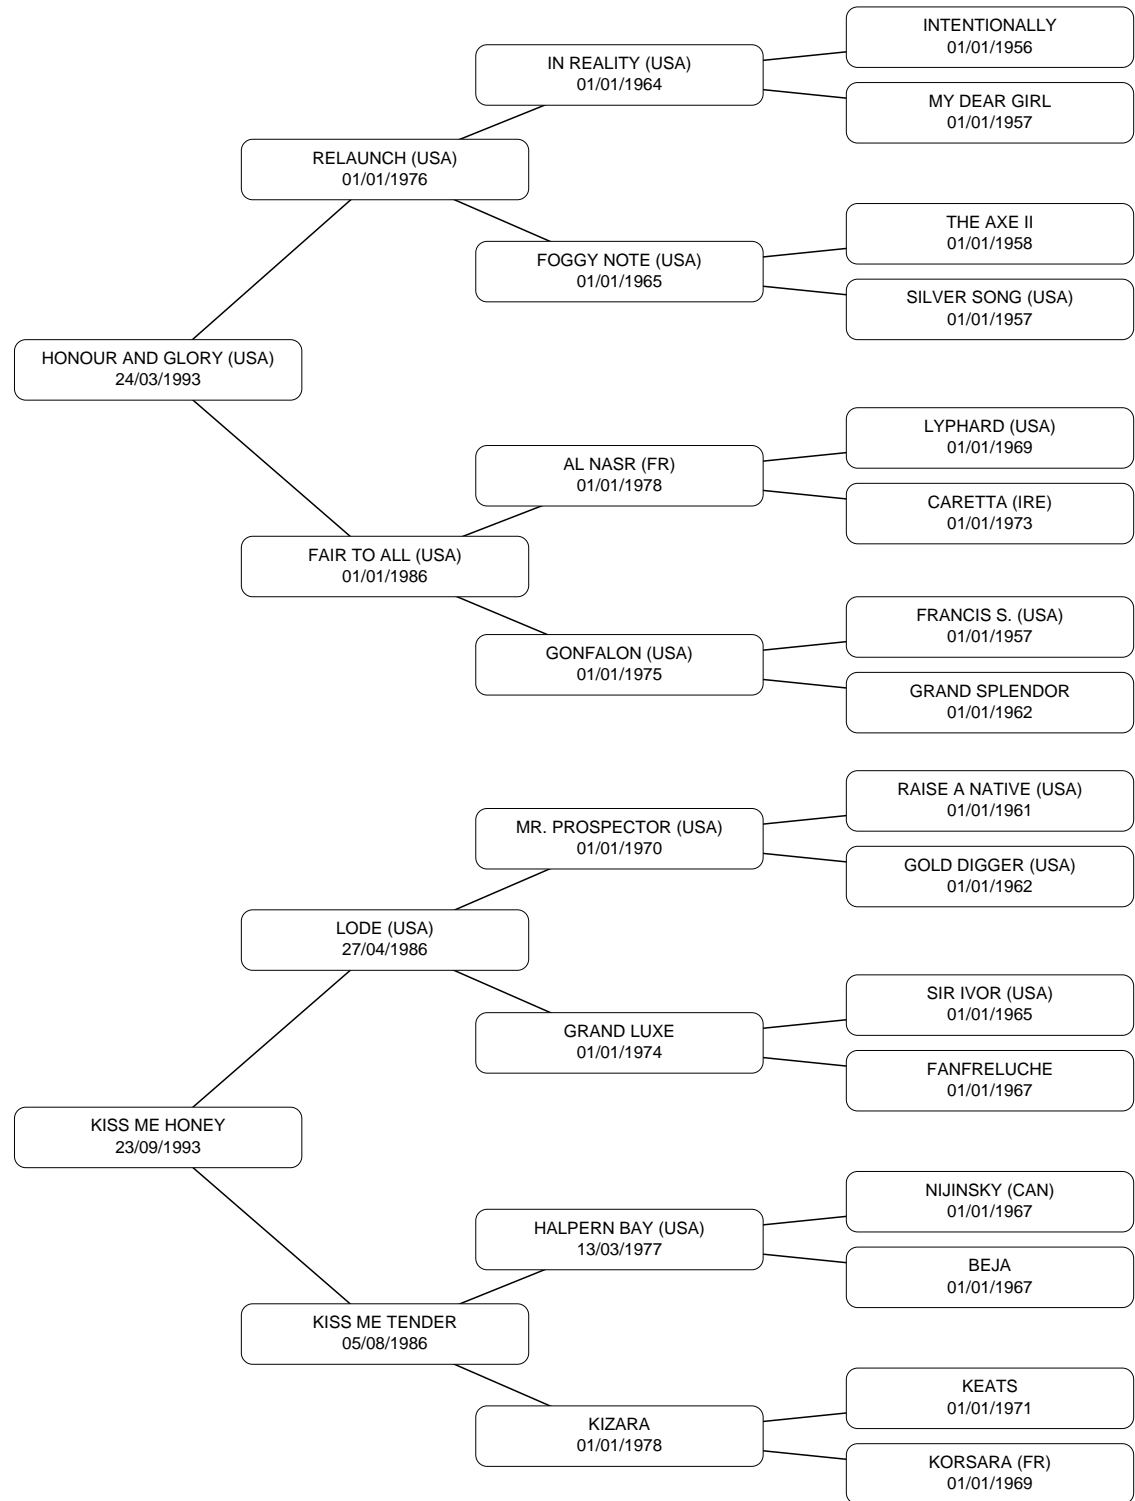 INTENTIONALLY
01/01/1956
IN REALITY (USA)
01/01/1964
MY DEAR GIRL
01/01/1957
RELAUNCH (USA)
01/01/1976
THE AXE II
01/01/1958
FOGGY NOTE (USA)
01/01/1965
SILVER SONG (USA)
01/01/1957
HONOUR AND GLORY (USA)
24/03/1993
LYPHARD (USA)
01/01/1969
AL NASR (FR)
01/01/1978
CARETTA (IRE)
01/01/1973
FAIR TO ALL (USA)
01/01/1986
FRANCIS S. (USA)
01/01/1957
GONFALON (USA)
01/01/1975
GRAND SPLENDOR
01/01/1962
RAISE A NATIVE (USA)
01/01/1961
MR. PROSPECTOR (USA)
01/01/1970
GOLD DIGGER (USA)
01/01/1962
LODE (USA)
27/04/1986
SIR IVOR (USA)
01/01/1965
GRAND LUXE
01/01/1974
FANFRELUCHE
01/01/1967
KISS ME HONEY
23/09/1993
NIJINSKY (CAN)
01/01/1967
HALPERN BAY (USA)
13/03/1977
BEJA
01/01/1967
KISS ME TENDER
05/08/1986
KEATS
01/01/1971
KIZARA
01/01/1978
KORSARA (FR)
01/01/1969